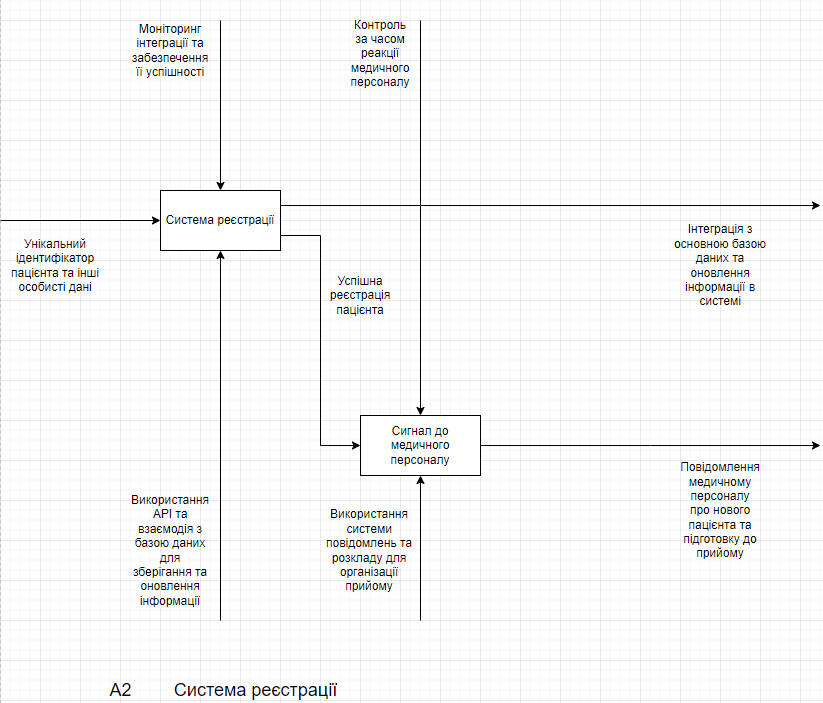 Моніторинг
інтеграції та
забезпечення
її успішності
Контроль
за часом
реакції
медичного
персоналу
Система реєстрації
Унікальний
ідентифікатор
пацієнта та інші
особисті дані
Інтеграція з
основною базою
даних та
оновлення
інформації в
системі
Успішна
реєстрація
пацієнта
Сигнал до
медичного
персоналу
Повідомлення
медичному
персоналу
про нового
пацієнта та
підготовку до
прийому
Використання
API та
взаємодія з
базою даних
для
зберігання та
оновлення
інформації
Використання
системи
повідомлень та
розкладу для
організації
прийому
A2 Система реєстрації